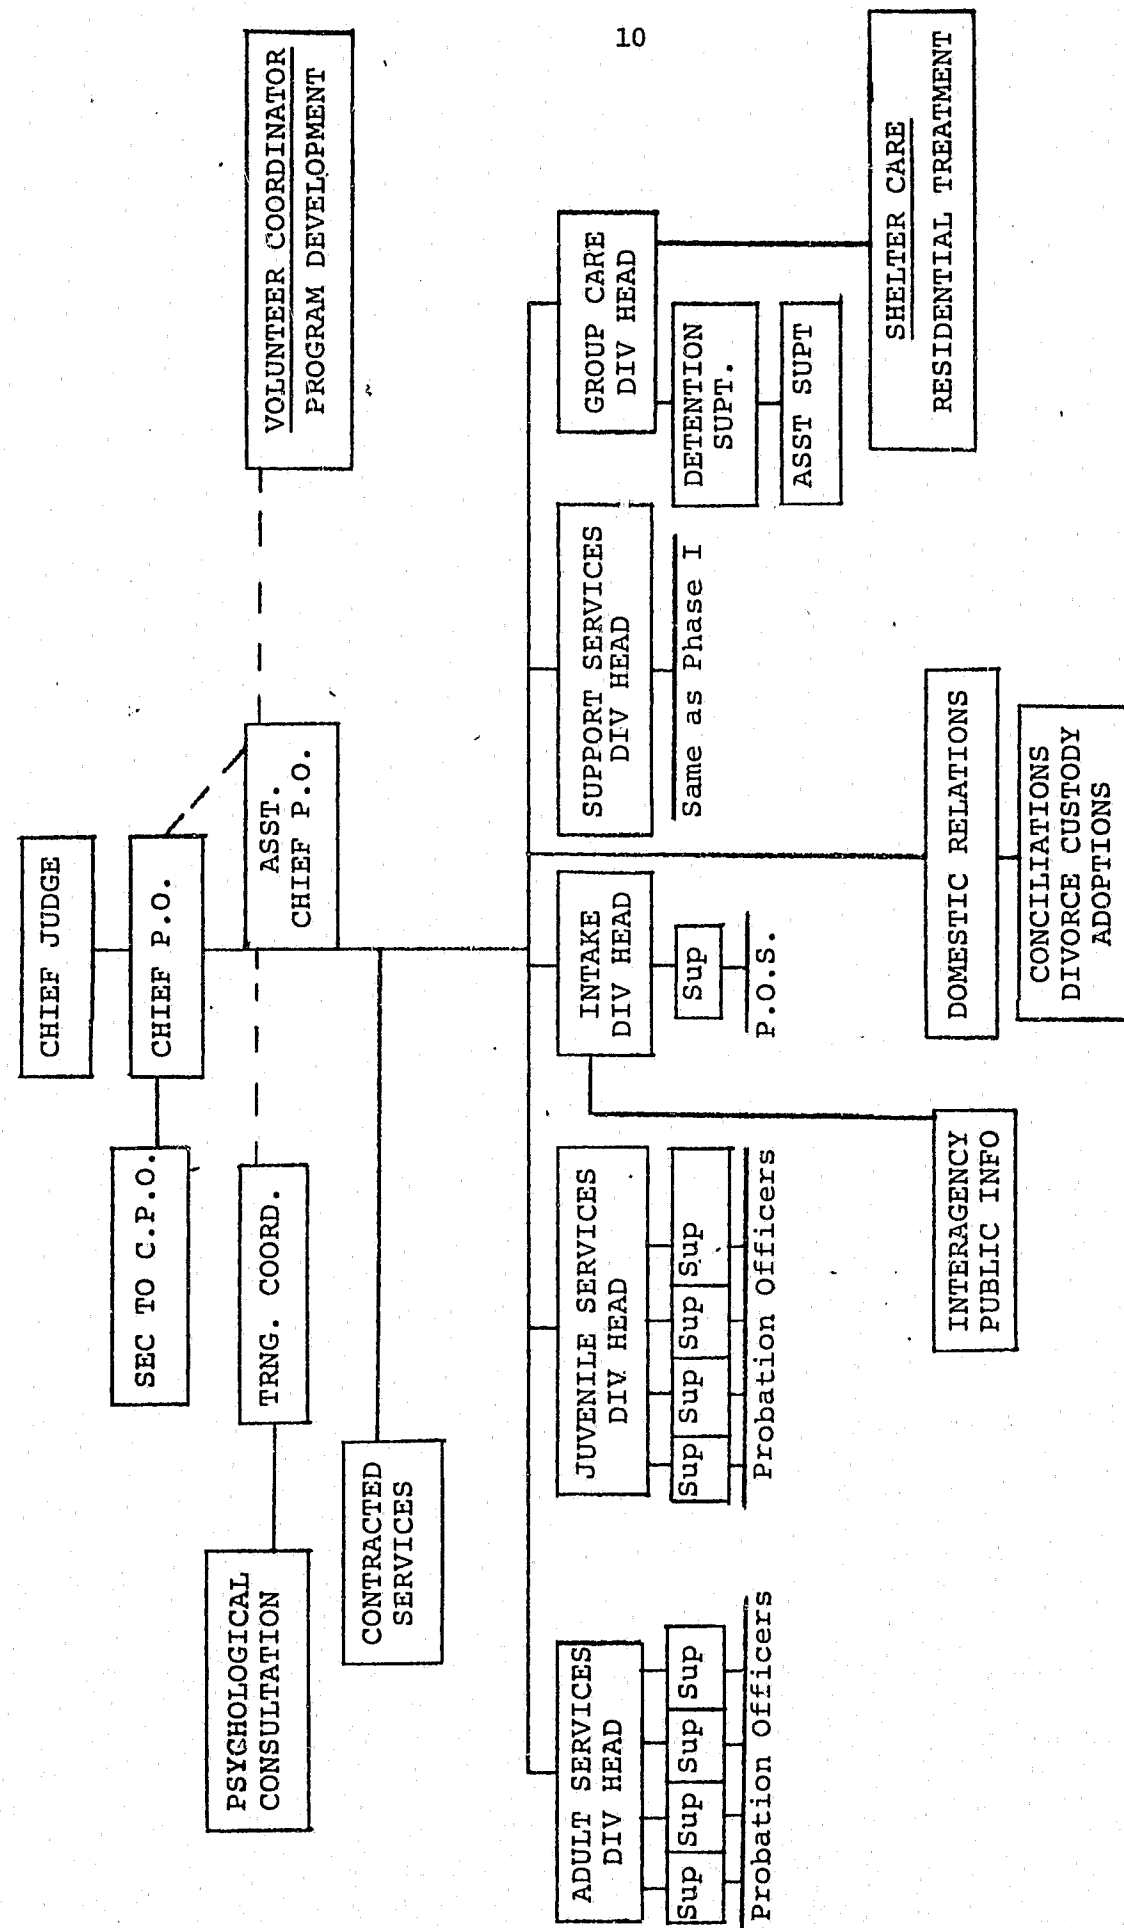 10
CHIEF JUDGE
CHIEF P.O.
SEC TO C.P.O.
ASST.
CHIEF P.O.
VOLUNTEER COORDINATOR
PROGRAM DEVELOPMENT
TRNG. COORD.
PSYCHOLOGICAL
CONSULTATION
CONTRACTED
SERVICES
ADULT SERVICES
DIV HEAD
Sup Sup Sup Sup
Probation Officers
JUVENILE SERVICES
DIV HEAD
Sup Sup Sup Sup
Probation Officers
INTAKE
DIV HEAD
Sup
P.O.S.
INTERAGENCY
PUBLIC INFO
SUPPORT SERVICES
DIV HEAD
Same as Phase I
GROUP CARE
DIV HEAD
DETENTION
SUPT.
ASST SUPT
SHELTER CARE
RESIDENTIAL TREATMENT
DOMESTIC RELATIONS
CONCILIATIONS
DIVORCE CUSTODY
ADOPTIONS